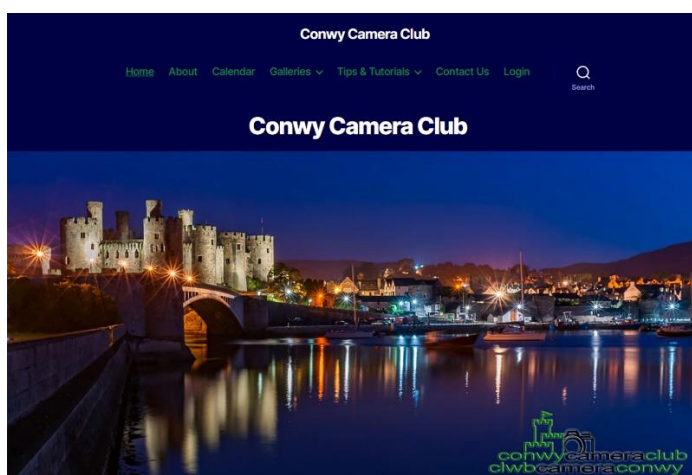 Conwy Camera Club
Home About Calendar Galleries Tips & Tutorials Contact Us Login
Search
Conwy Camera Club
conwycameraclub
clwbcameraconwy